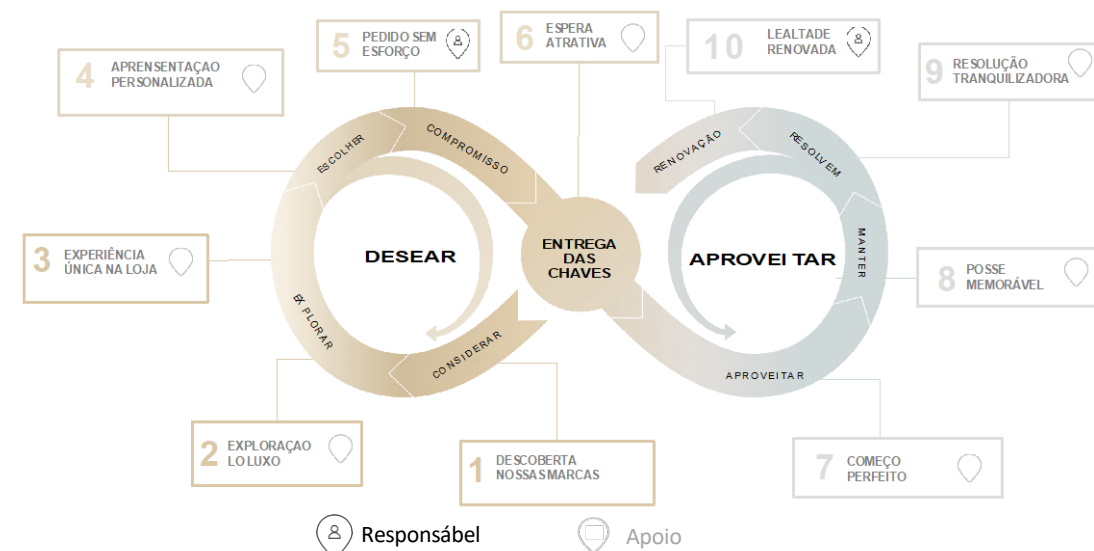 5
PEDIDO SEM
ESFORÇO
6
ESPERA
ATRATIVA
10
LEALTADE
RENOVADA
4
APRENSENTAÇAO
PERSONALIZADA
9
RESOLUÇÃO
TRANQUILIZADORA
ESCOLHER
COMPROMISSO
RENOVAÇÃO
RESOLVEM
3
EXPERIÊNCIA
ÚNICA NA LOJA
DESEAR
ENTREGA
DAS
CHAVES
APROVEI TAR
MANTER
8
POSSE
MEMORÁVEL
EX PLORAR
CONSIDERAR
APROVEITAR
2
EXPLORAÇAO
LO LUXO
1
DESCOBERTA
NOSSAS MARCAS
7
COMEÇO
PERFEITO
Responsábel
Apoio